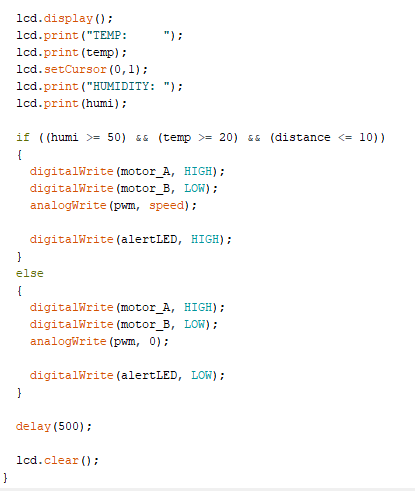 lcd.display();
lcd.print("TEMP:     ");
lcd.print(temp);
lcd.setCursor(0,1);
lcd.print("HUMIDITY: ");
lcd.print(humi);

if ((humi >= 50) && (temp >= 20) && (distance <= 10))
{
  digitalWrite(motor_A, HIGH);
  digitalWrite(motor_B, LOW);
  analogWrite(pwm, speed);

  digitalWrite(alertLED, HIGH);
}
else
{
  digitalWrite(motor_A, HIGH);
  digitalWrite(motor_B, LOW);
  analogWrite(pwm, 0);

  digitalWrite(alertLED, LOW);
}

delay(500);

lcd.clear();
}